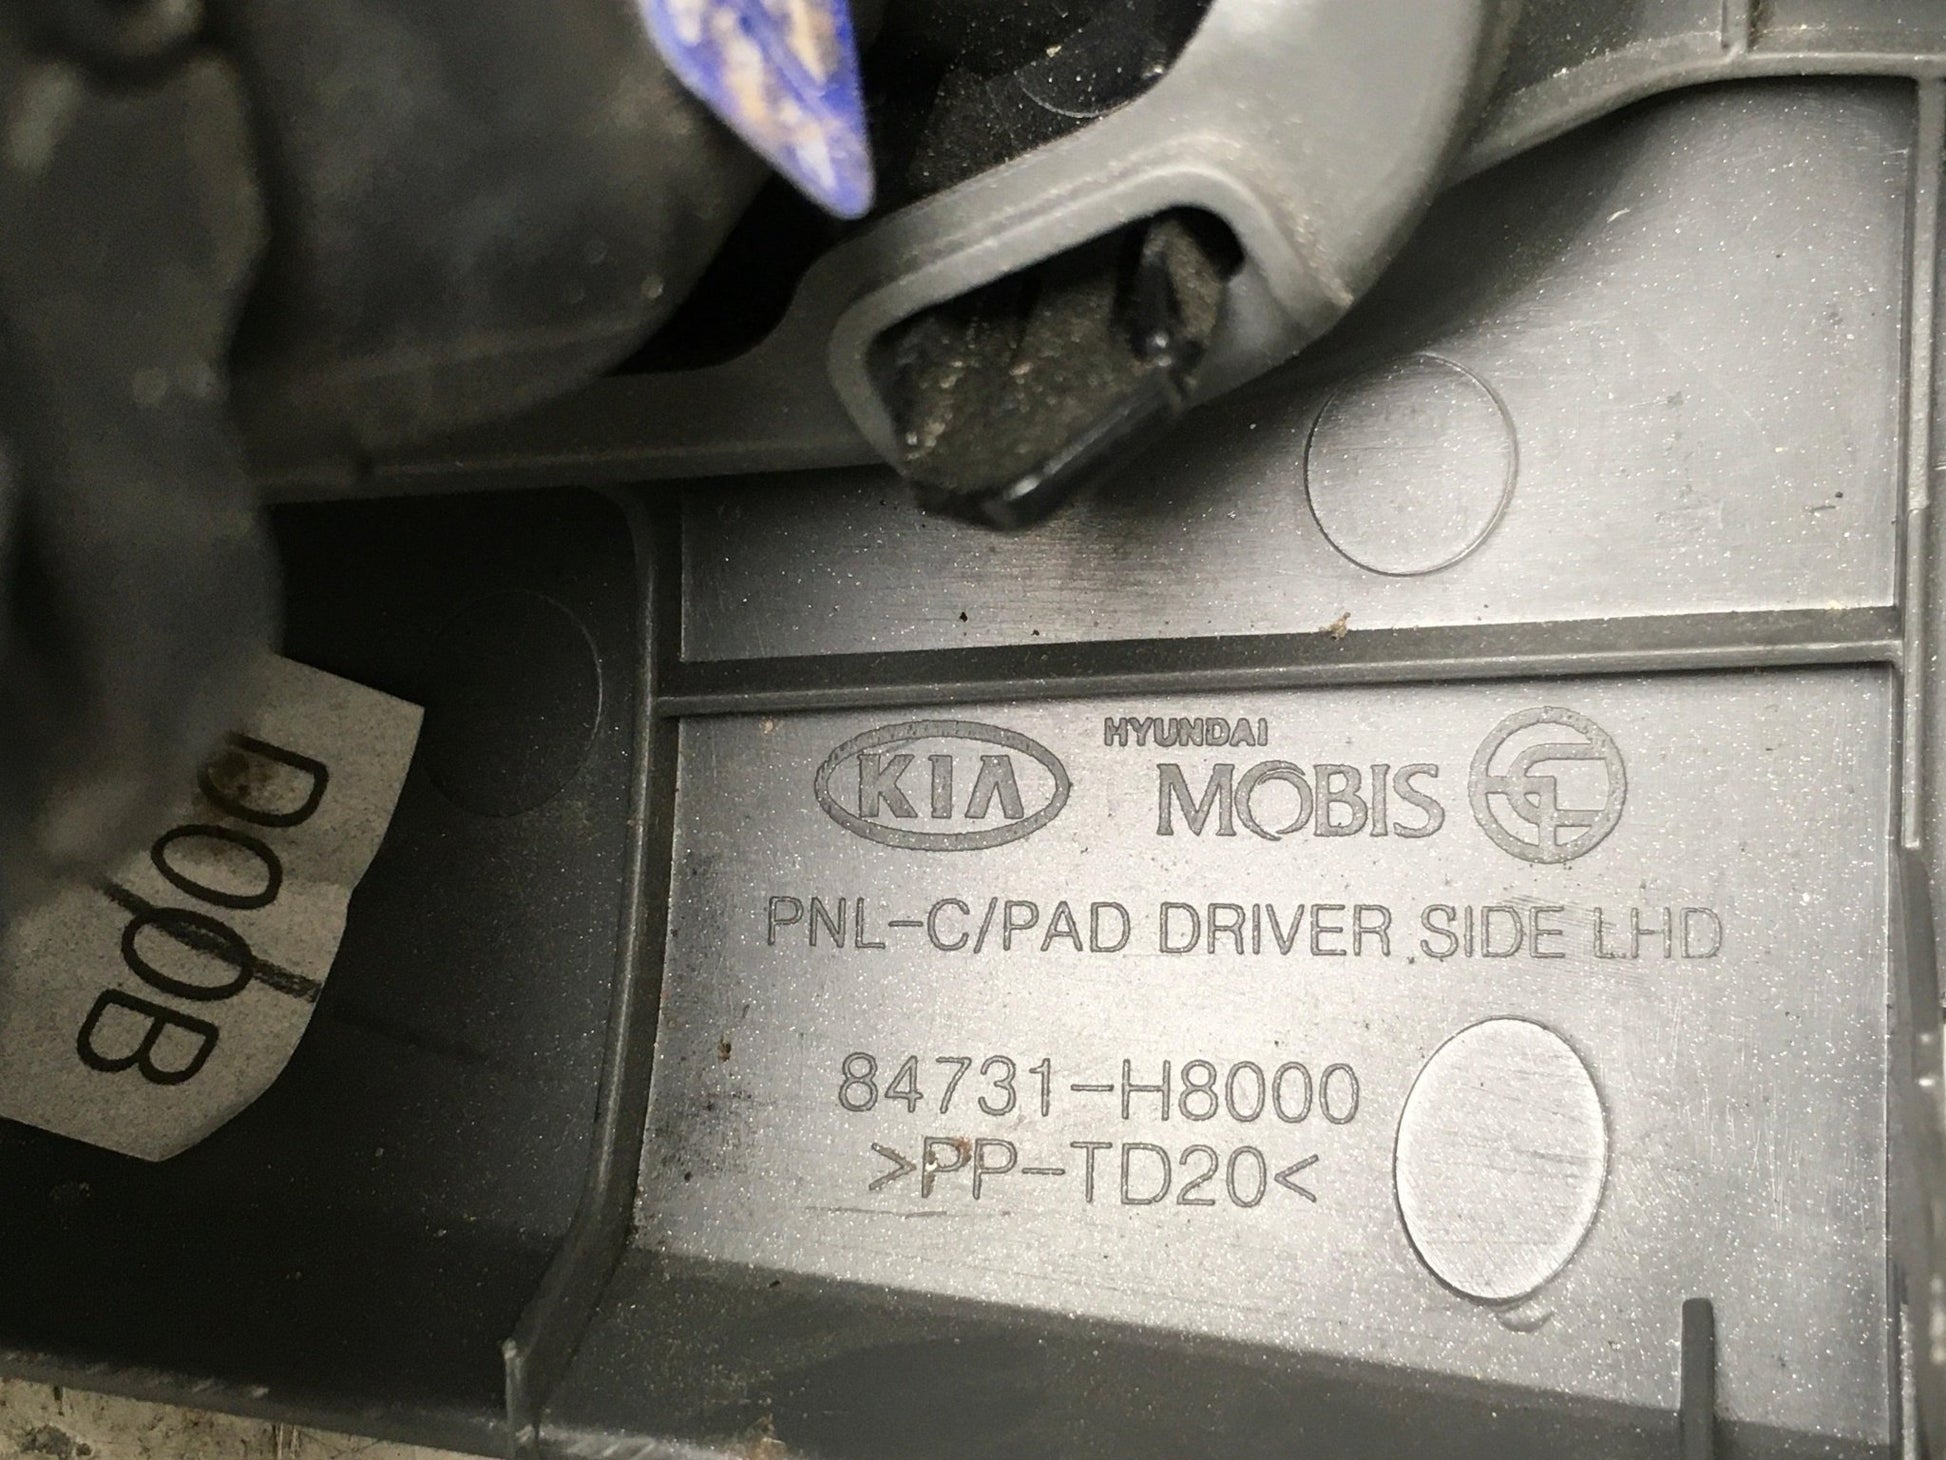 KIA
HYUNDAI
MOBIS
PNL-C/PAD DRIVER SIDE LHD
84731-H8000
>PP-TD20<
D00B